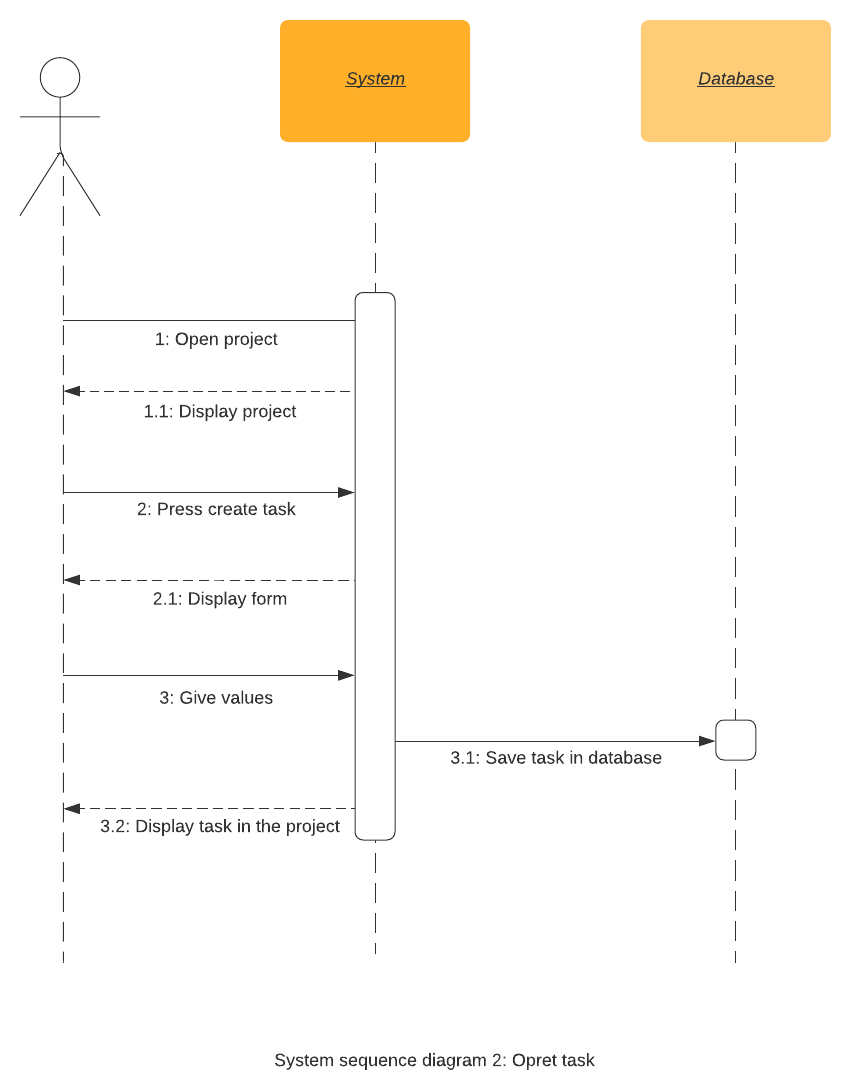 System
Database
1: Open project
1.1: Display project
2: Press create task
2.1: Display form
3: Give values
3.1: Save task in database
3.2: Display task in the project
System sequence diagram 2: Opret task